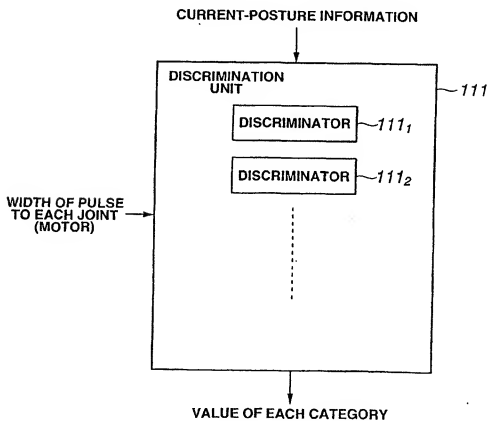 CURRENT-POSTURE INFORMATION
DISCRIMINATION
UNIT
111
DISCRIMINATOR
111₁
DISCRIMINATOR
111₂
WIDTH OF PULSE
TO EACH JOINT
(MOTOR)
VALUE OF EACH CATEGORY